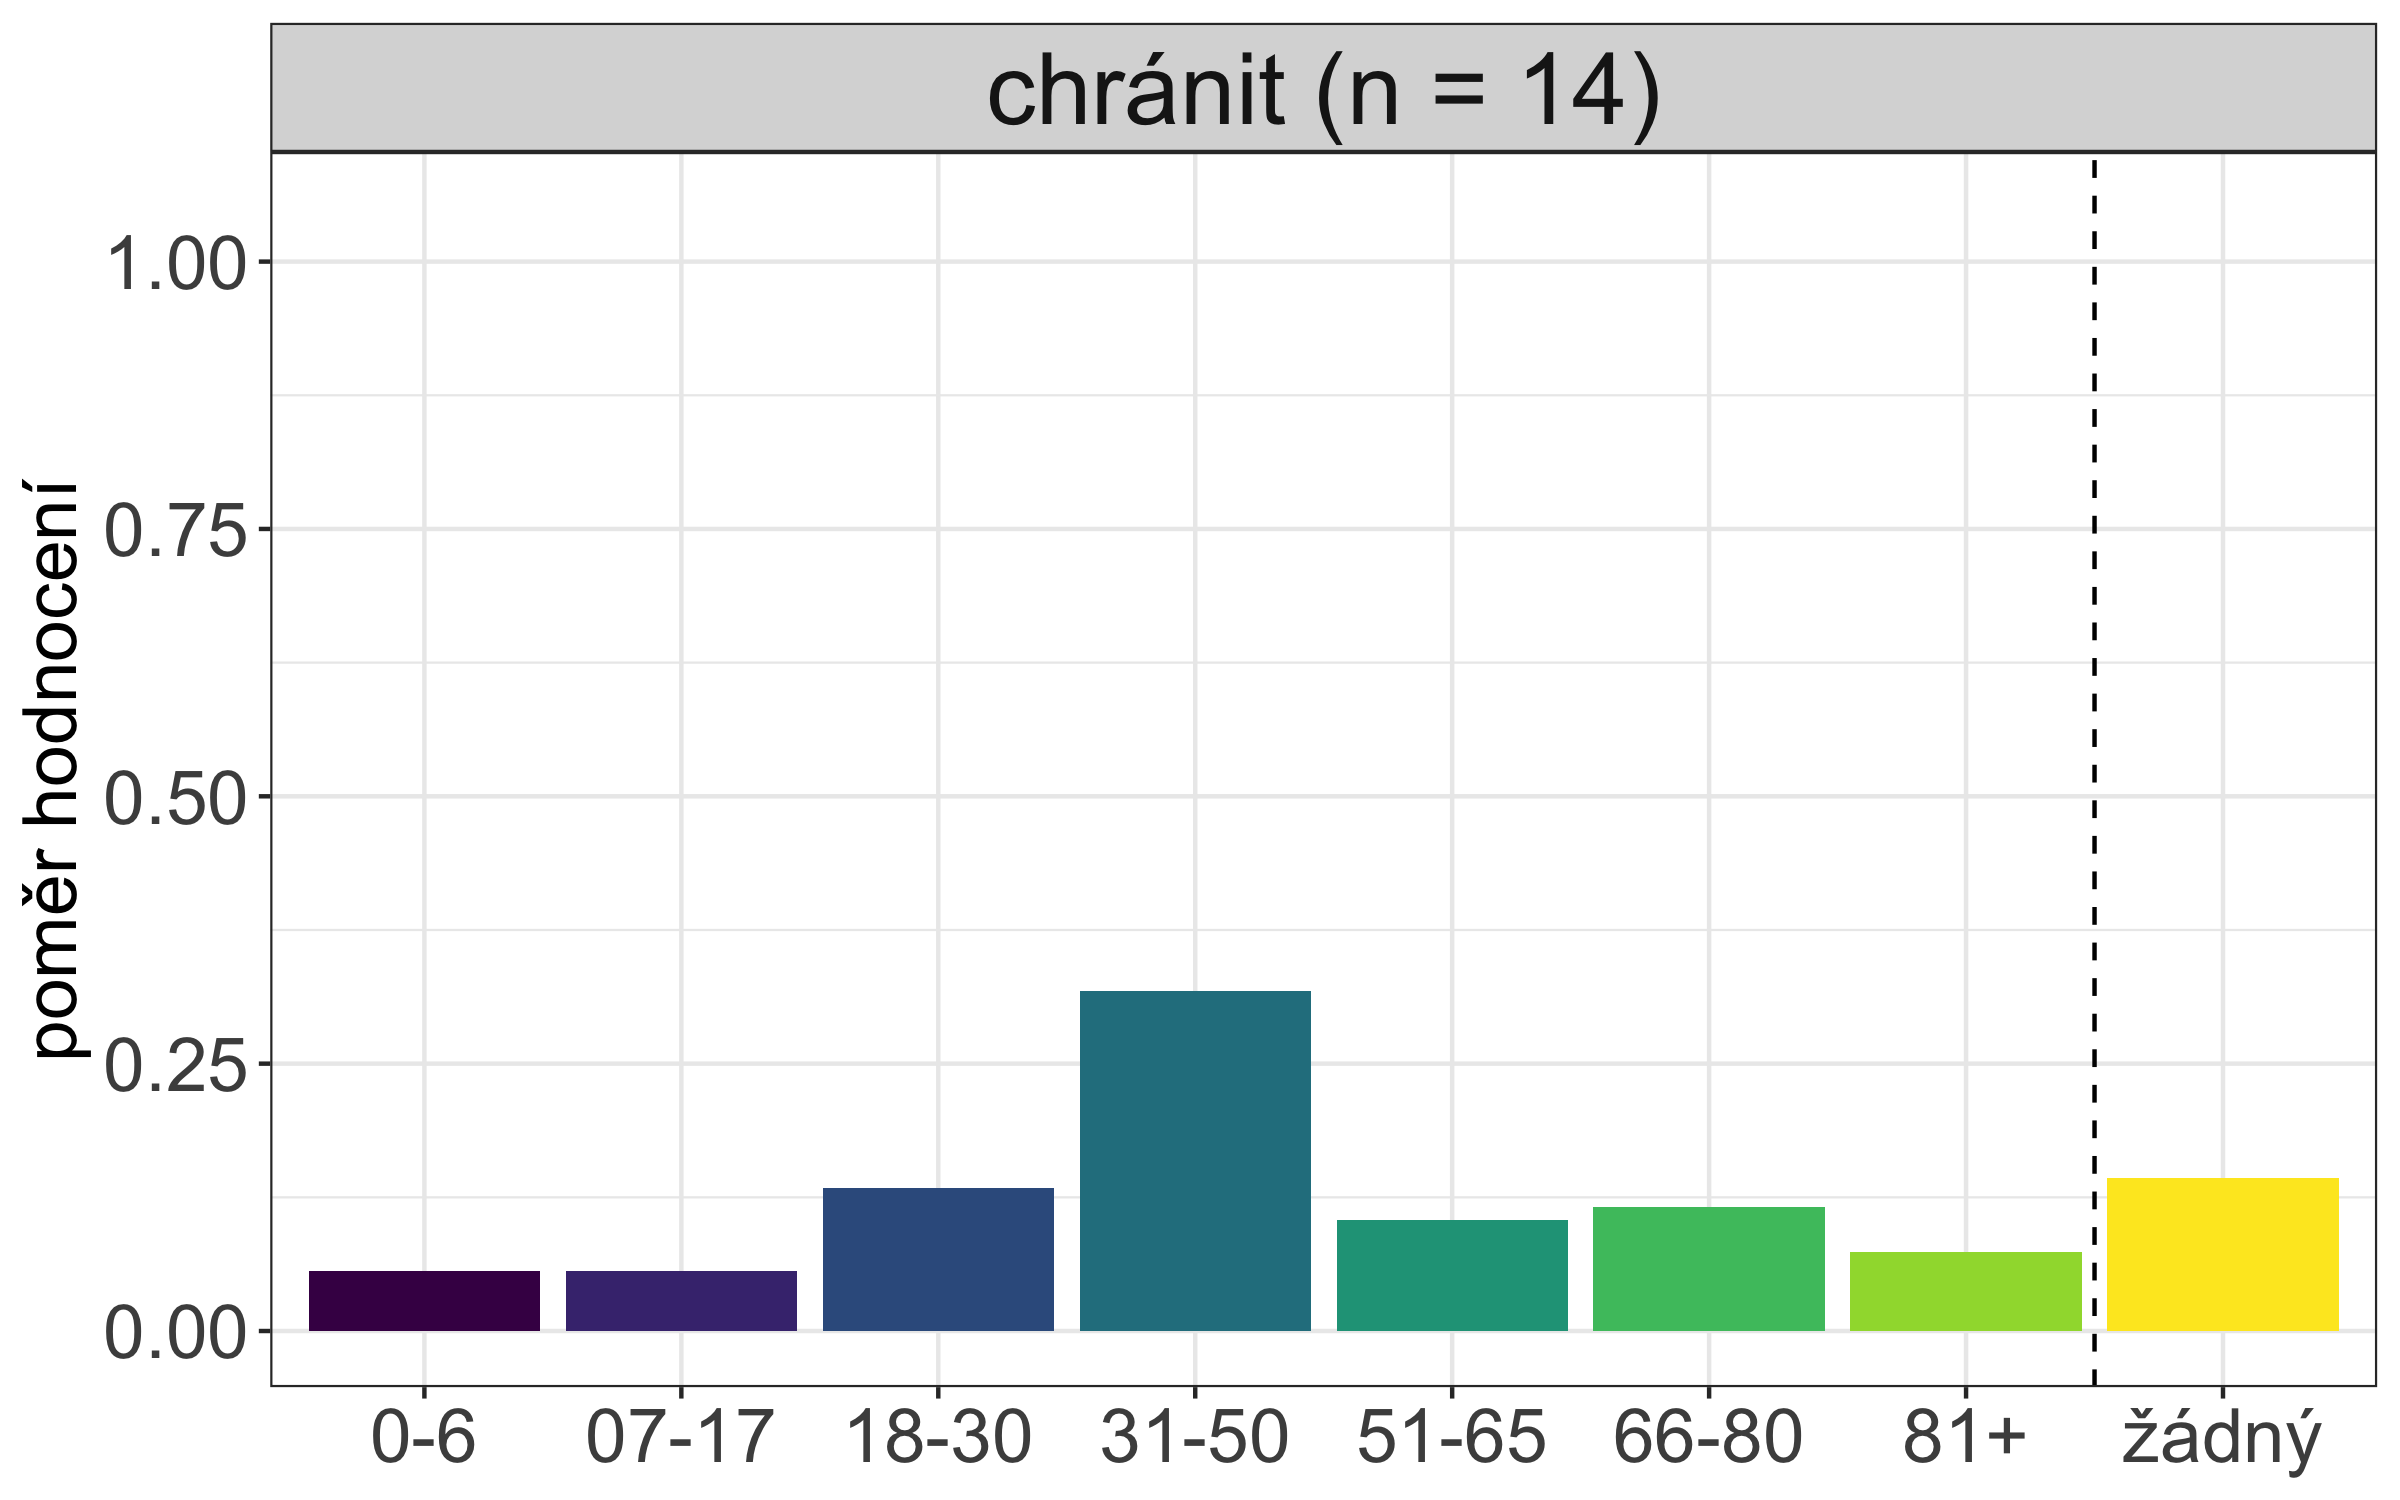 chránit (n = 14)
poměr hodnocení
1.00
0.75
0.50
0.25
0.00
0-6 07-17 18-30 31-50 51-65 66-80 81+ žádný